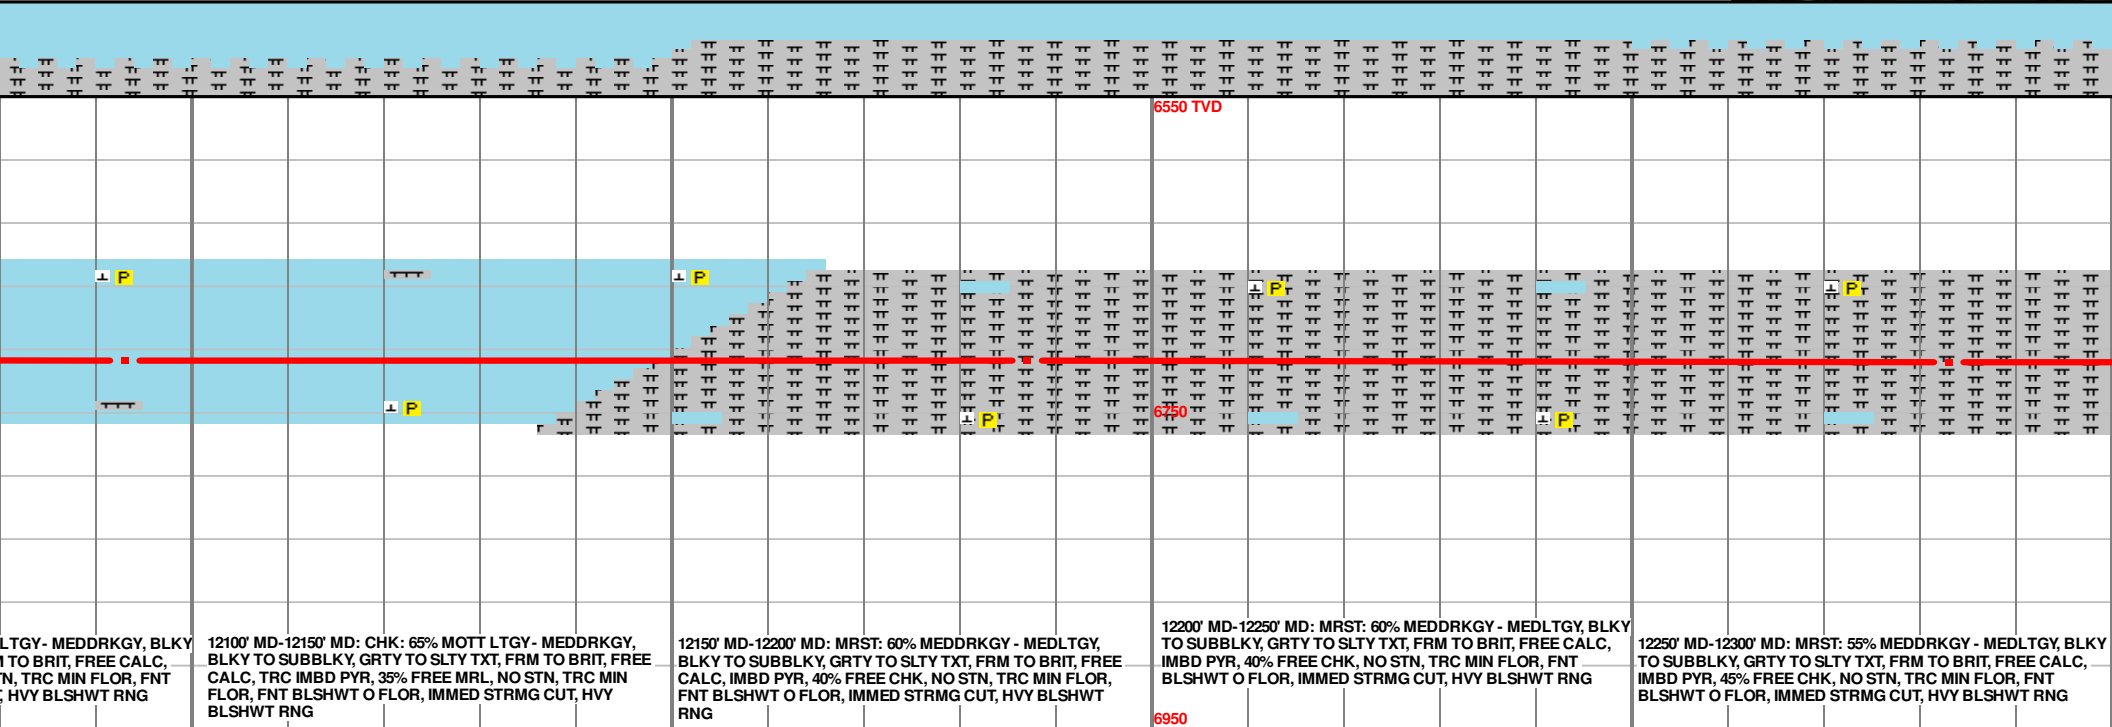 6550 TVD
P
P
P
P
P
6750
P
P
P
LTGY - MEDDRKGY, BLKY
TO BRIT, FREE CALC,
TRC MIN FLOR, FNT
HVY BLSHWT RNG
12100' MD-12150' MD: CHK: 65% MOTT LTGY - MEDDRKGY,
BLKY TO SUBBLKY, GRTY TO SLTY TXT, FRM TO BRIT, FREE
CALC, TRC IMBD PYR, 35% FREE MRL, NO STN, TRC MIN
FLOR, FNT BLSHWT O FLOR, IMMED STRMG CUT, HVY
BLSHWT RNG
12150' MD-12200' MD: MRST: 60% MEDDRKGY - MEDLTGY,
BLKY TO SUBBLKY, GRTY TO SLTY TXT, FRM TO BRIT, FREE
CALC, IMBD PYR, 40% FREE CHK, NO STN, TRC MIN FLOR,
FNT BLSHWT O FLOR, IMMED STRMG CUT, HVY BLSHWT
RNG
12200' MD-12250' MD: MRST: 60% MEDDRKGY - MEDLTGY, BLKY
TO SUBBLKY, GRTY TO SLTY TXT, FRM TO BRIT, FREE CALC,
IMBD PYR, 40% FREE CHK, NO STN, TRC MIN FLOR, FNT
BLSHWT O FLOR, IMMED STRMG CUT, HVY BLSHWT RNG
12250' MD-12300' MD: MRST: 55% MEDDRKGY - MEDLTGY, BLKY
TO SUBBLKY, GRTY TO SLTY TXT, FRM TO BRIT, FREE CALC,
IMBD PYR, 45% FREE CHK, NO STN, TRC MIN FLOR, FNT
BLSHWT O FLOR, IMMED STRMG CUT, HVY BLSHWT RNG
6950